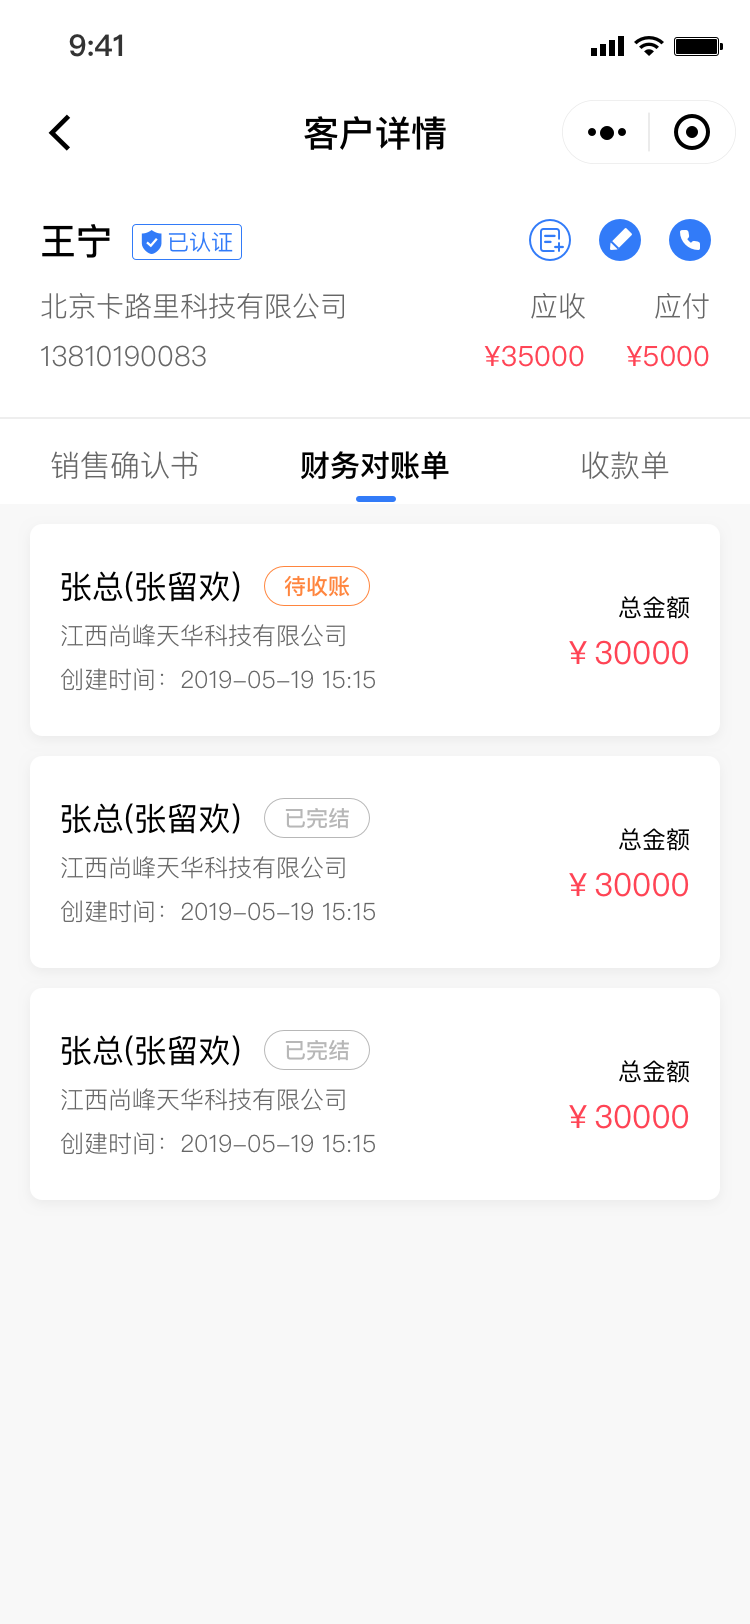 9:41
客户详情
王宁 已认证
北京卡路里科技有限公司 应收 应付
13810190083 ¥35000 ¥5000
销售确认书 财务对账单 收款单
张总(张留欢) 待收账
总金额
江西尚峰天华科技有限公司
¥ 30000
创建时间：2019-05-19 15:15
张总(张留欢) 已完结
总金额
江西尚峰天华科技有限公司
¥ 30000
创建时间：2019-05-19 15:15
张总(张留欢) 已完结
总金额
江西尚峰天华科技有限公司
¥ 30000
创建时间：2019-05-19 15:15